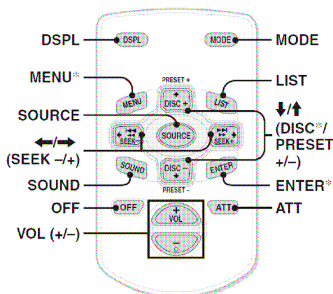 DSPL
DSPL
MODE
MODE
MENU*
MENU
PRESET +
DISC +
LIST
LIST
SOURCE
SOURCE
←/→
(SEEK –/+)
SEEK–
SEEK+
↓/↑
(DISC*/
PRESET
+/–)
SOUND
SOUND
DISC –
PRESET –
ENTER
ENTER*
OFF
OFF
+
VOL
–
ATT
ATT
VOL (+/–)